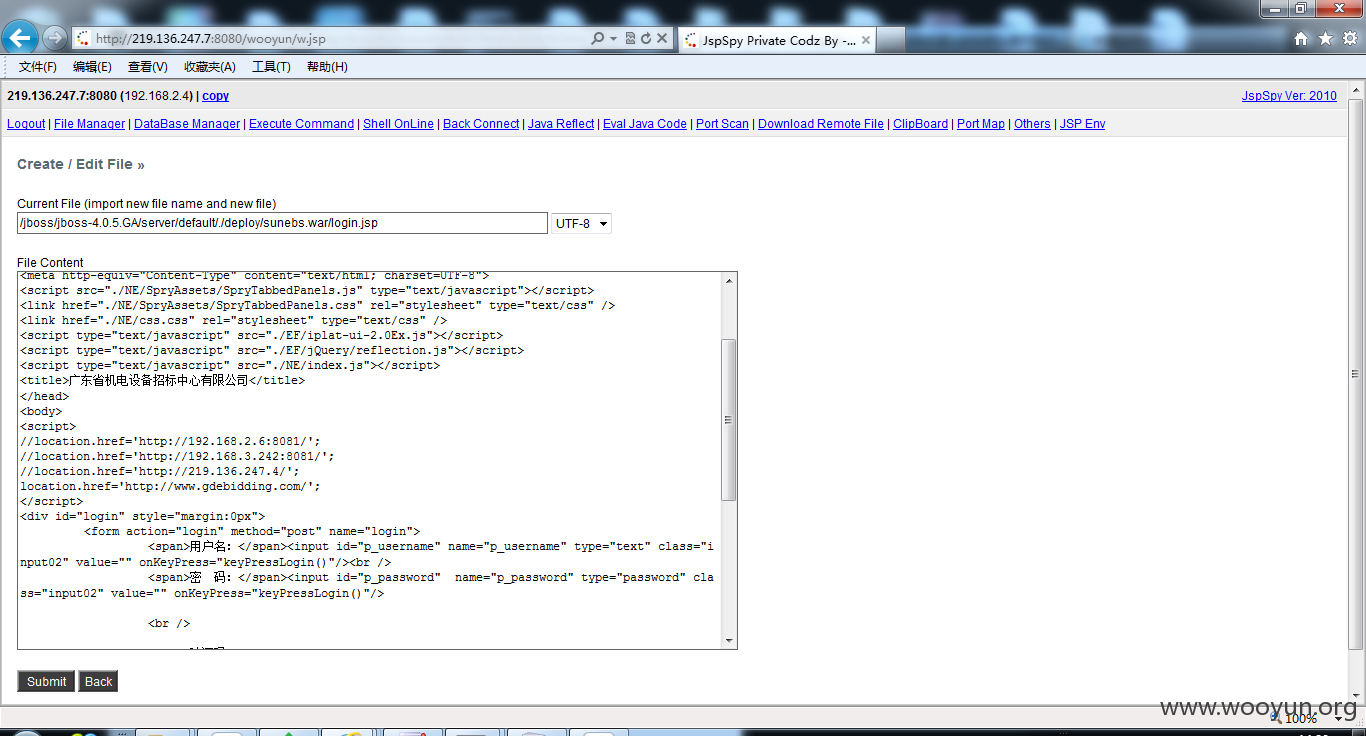 http://219.136.247.7:8080/wooyun/w.jsp
JspSpy Private Codz By -...
文件(F) 编辑(E) 查看(V) 收藏夹(A) 工具(T) 帮助(H)
219.136.247.7:8080 (192.168.2.4) | copy
JspSpy Ver: 2010
Logout | File Manager | DataBase Manager | Execute Command | Shell OnLine | Back Connect | Java Reflect | Eval Java Code | Port Scan | Download Remote File | ClipBoard | Port Map | Others | JSP Env
Create / Edit File »
Current File (import new file name and new file)
/jboss/jboss-4.0.5.GA/server/default/./deploy/sunebs.war/login.jsp
UTF-8
File Content
<meta http-equiv="Content-Type" content="text/html; charset=UTF-8">
<script src="./NE/SpryAssets/SpryTabbedPanels.js" type="text/javascript"></script>
<link href="./NE/SpryAssets/SpryTabbedPanels.css" rel="stylesheet" type="text/css" />
<link href="./NE/css.css" rel="stylesheet" type="text/css" />
<script type="text/javascript" src="./EF/iplat-ui-2.0Ex.js"></script>
<script type="text/javascript" src="./EF/jQuery/reflection.js"></script>
<script type="text/javascript" src="./NE/index.js"></script>
<title>广东省机电设备招标中心有限公司</title>
</head>
<body>
<script>
//location.href='http://192.168.2.6:8081/';
//location.href='http://192.168.3.242:8081/';
//location.href='http://219.136.247.4/';
location.href='http://www.gdebidding.com/';
</script>
<div id="login" style="margin:0px">
<form action="login" method="post" name="login">
<span>用户名：</span><input id="p_username" name="p_username" type="text" class="i
nput02" value="" onKeyPress="keyPressLogin()"/><br />
<span>密　码：</span><input id="p_password"  name="p_password" type="password" cla
ss="input02" value="" onKeyPress="keyPressLogin()"/>
<br />
Submit
Back
www.wooyun.org
100%